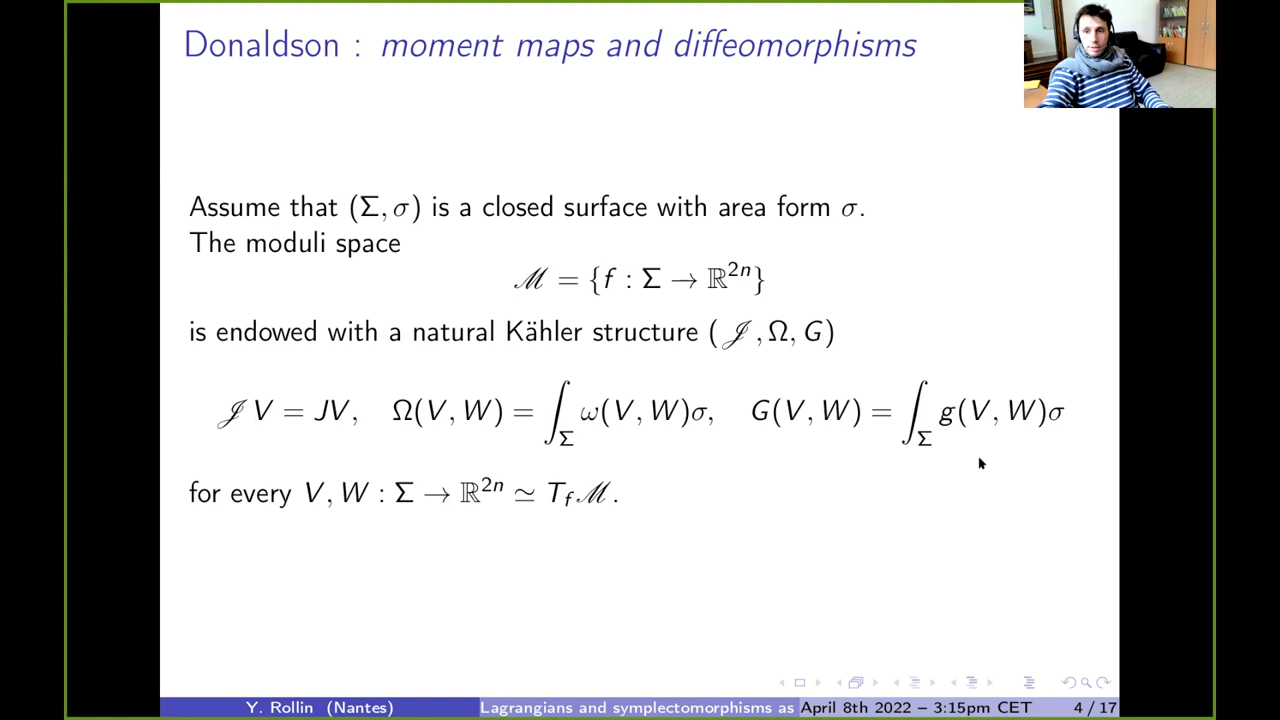 Donaldson : moment maps and diffeomorphisms
Assume that (Σ, σ) is a closed surface with area form σ.
The moduli space
ℳ = {f : Σ → ℝ²ⁿ}
is endowed with a natural Kähler structure (𝒥, Ω, G)
𝒥V = JV, Ω(V, W) = ∫_Σ ω(V, W)σ, G(V, W) = ∫_Σ g(V, W)σ
for every V, W : Σ → ℝ²ⁿ ≃ T_fℳ.
Y. Rollin (Nantes) Lagrangians and symplectomorphisms as April 8th 2022 – 3:15pm CET 4 / 17